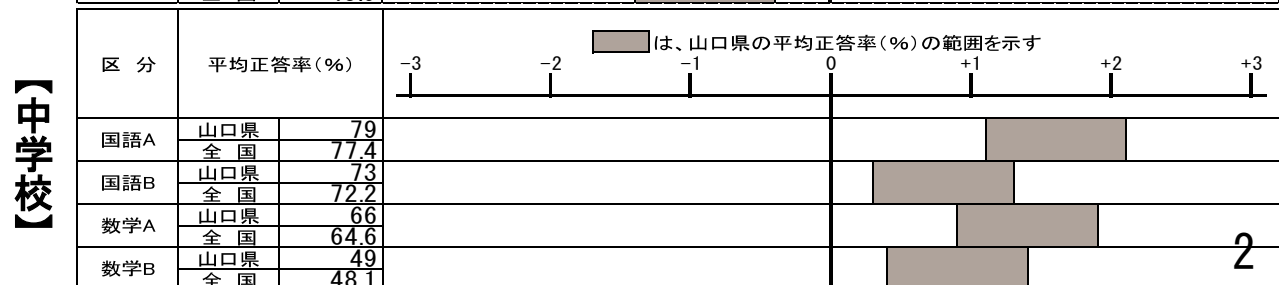 【中学校】
区 分 平均正答率(%)
は、山口県の平均正答率(%)の範囲を示す
-3 -2 -1 0 +1 +2 +3
国語A
山口県 79
全 国 77.4
国語B
山口県 73
全 国 72.2
数学A
山口県 66
全 国 64.6
数学B
山口県 49
全 国 48.1
2